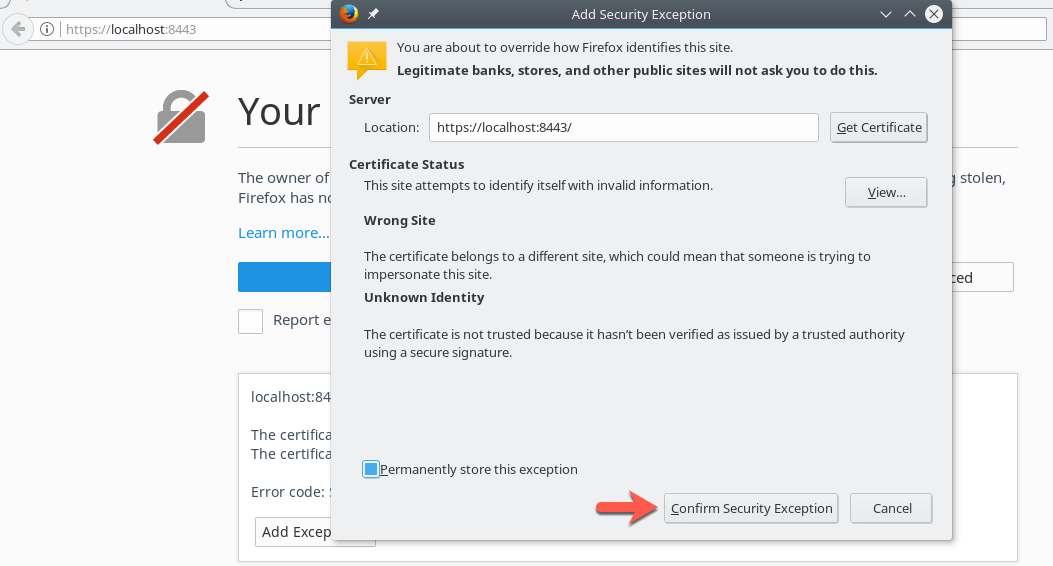 Add Security Exception
https://localhost:8443
You are about to override how Firefox identifies this site.
Legitimate banks, stores, and other public sites will not ask you to do this.
Server
Location: https://localhost:8443/ Get Certificate
Certificate Status
This site attempts to identify itself with invalid information.
View...
Wrong Site
The certificate belongs to a different site, which could mean that someone is trying to
impersonate this site.
Unknown Identity
The certificate is not trusted because it hasn't been verified as issued by a trusted authority
using a secure signature.
Permanently store this exception
Confirm Security Exception Cancel
Your
The owner of
stolen,
Firefox has
Learn more...
Report
localhost:84
The
The
Error code:
Add